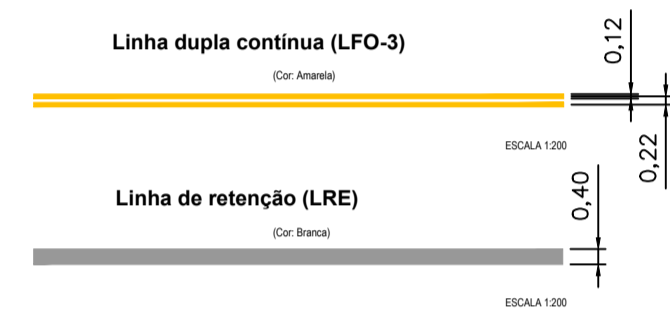 Linha dupla contínua (LFO-3)
(Cor: Amarela)
0,12
ESCALA 1:200
0,22
Linha de retenção (LRE)
(Cor: Branca)
0,40
ESCALA 1:200